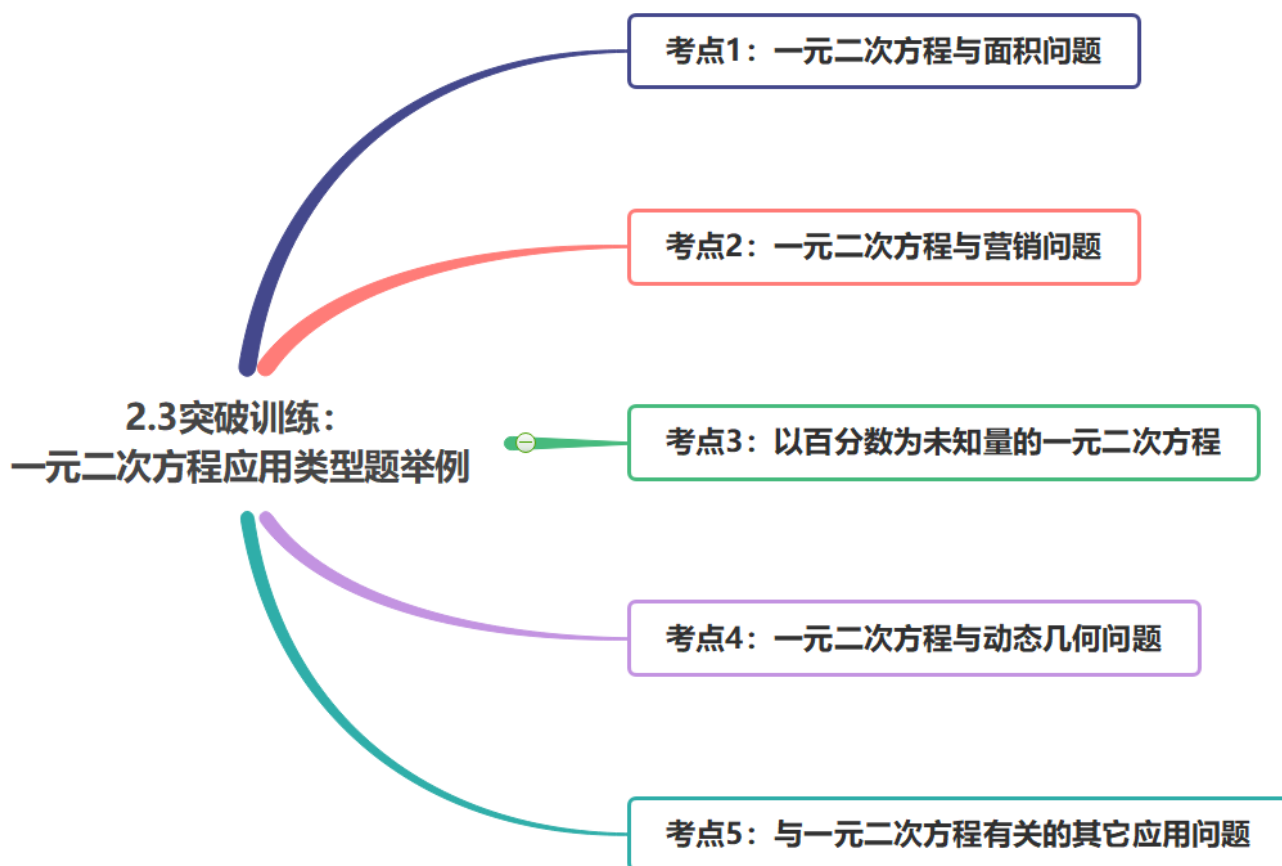 考点1：一元二次方程与面积问题
考点2：一元二次方程与营销问题
2.3突破训练：
一元二次方程应用类型题举例
考点3：以百分数为未知量的一元二次方程
考点4：一元二次方程与动态几何问题
考点5：与一元二次方程有关的其它应用问题